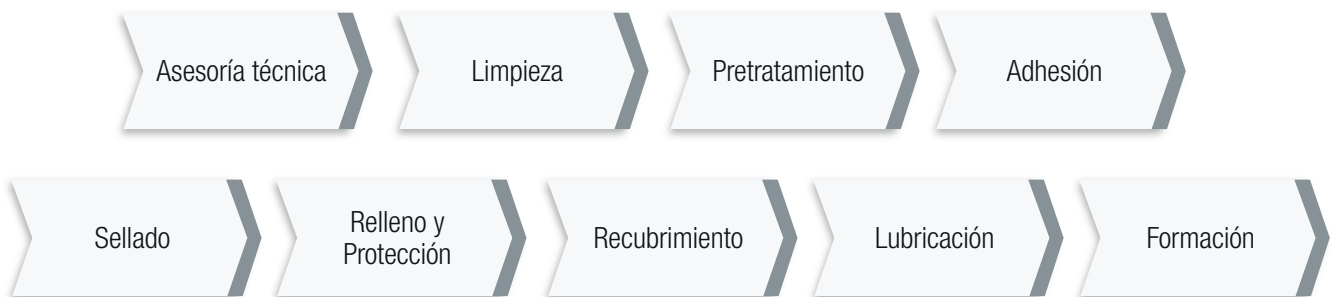 Asesoría técnica
Limpieza
Pretratamiento
Adhesión
Sellado
Relleno y
Protección
Recubrimiento
Lubricación
Formación